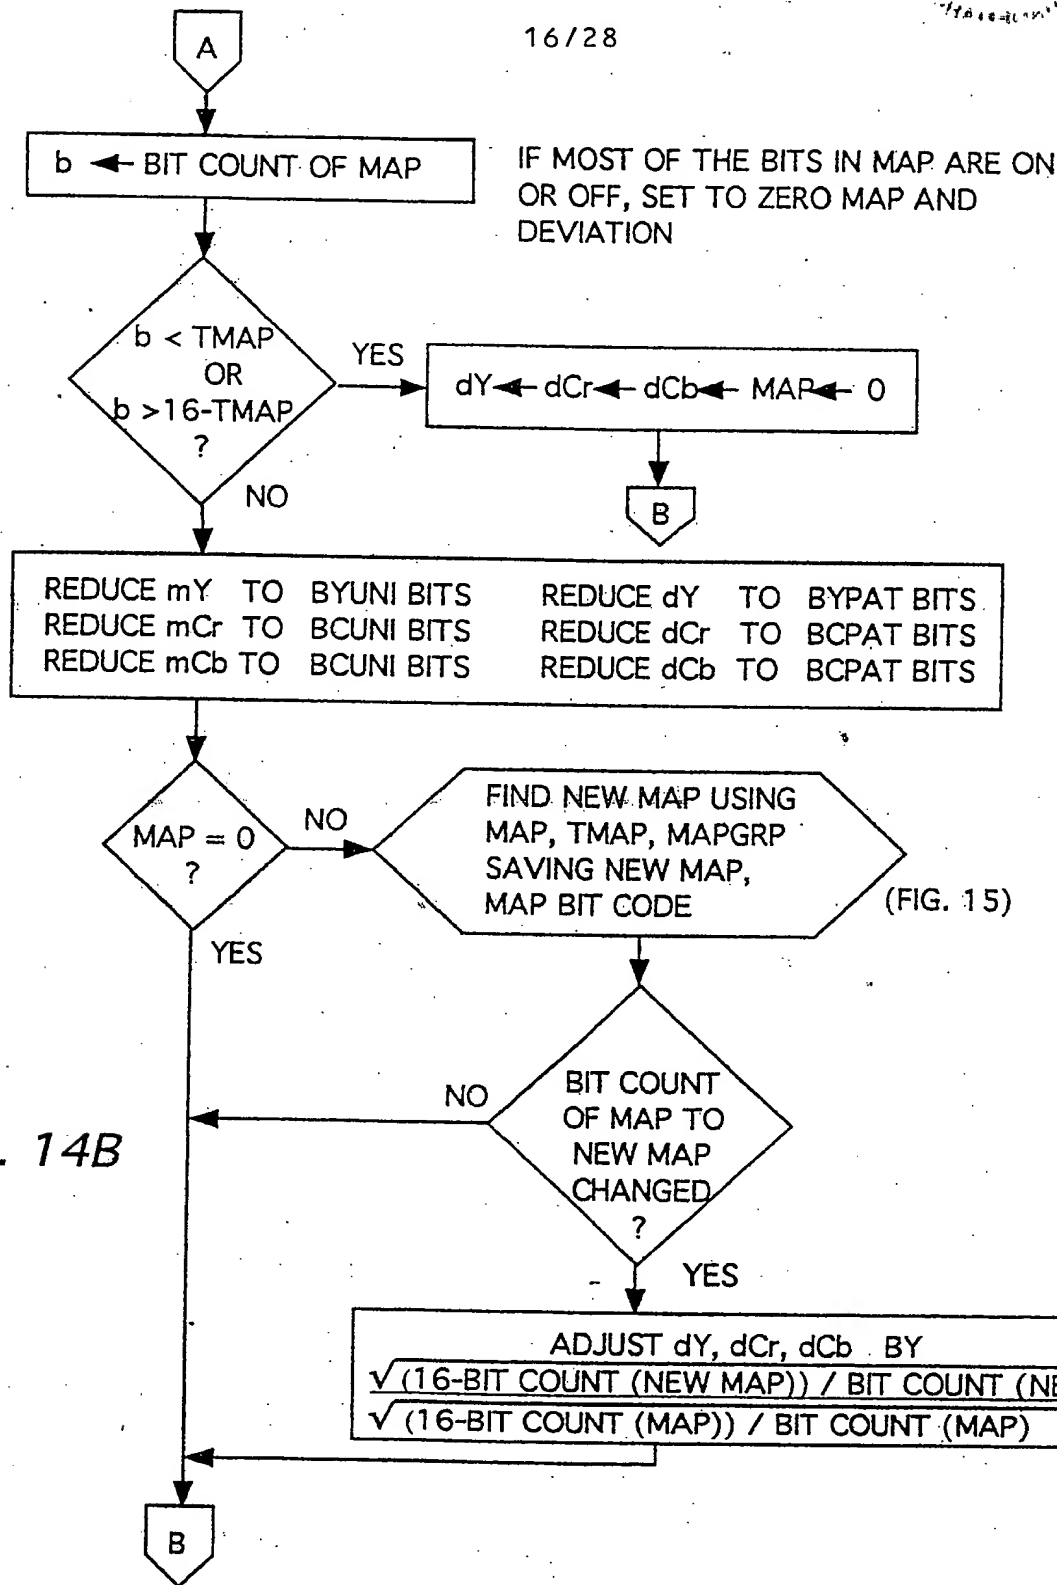 16/28
A
b ← BIT COUNT OF MAP
IF MOST OF THE BITS IN MAP ARE ON
OR OFF, SET TO ZERO MAP AND
DEVIATION
b < TMAP
OR
b >16-TMAP
?
YES
dY ← dCr ← dCb ← MAP ← 0
B
NO
REDUCE mY TO BYUNI BITS REDUCE dY TO BYPAT BITS
REDUCE mCr TO BCUNI BITS REDUCE dCr TO BCPAT BITS
REDUCE mCb TO BCUNI BITS REDUCE dCb TO BCPAT BITS
MAP = 0
?
NO
FIND NEW MAP USING
MAP, TMAP, MAPGRP
SAVING NEW MAP,
MAP BIT CODE
(FIG. 15)
YES
BIT COUNT
OF MAP TO
NEW MAP
CHANGED
?
NO
. 14B
YES
ADJUST dY, dCr, dCb BY
√(16-BIT COUNT (NEW MAP)) / BIT COUNT (NE
√(16-BIT COUNT (MAP)) / BIT COUNT (MAP)
B